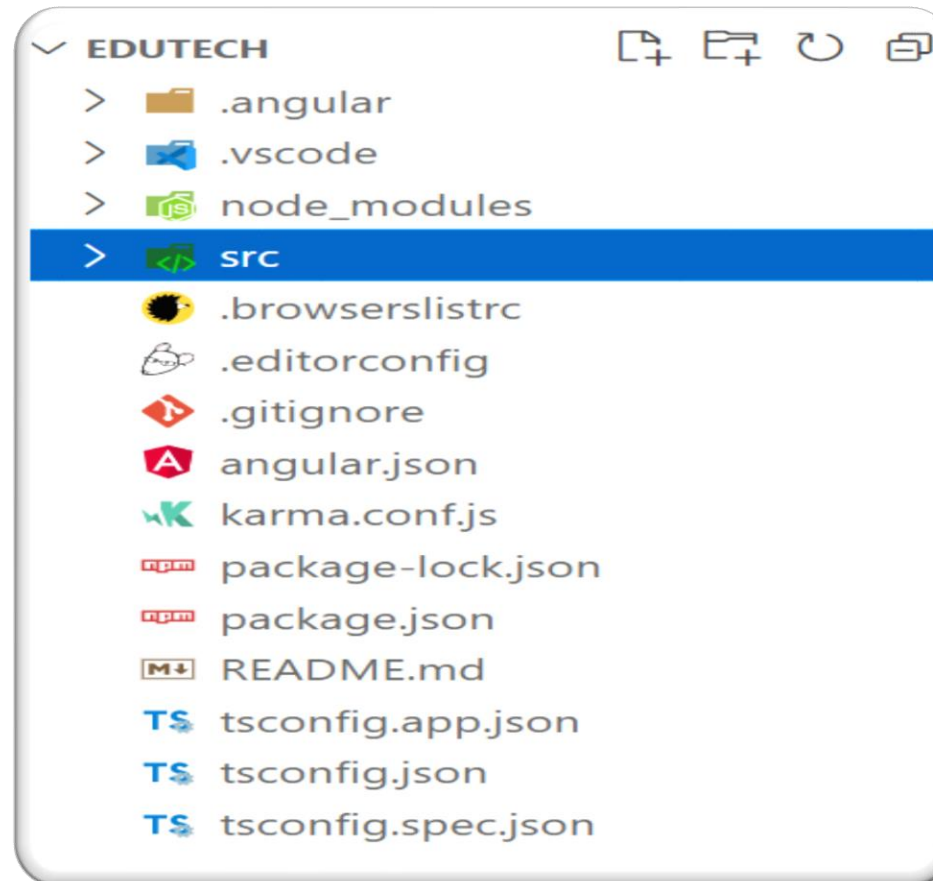 EDUTECH
.angular
.vscode
node_modules
src
.browserslistrc
.editorconfig
.gitignore
angular.json
karma.conf.js
package-lock.json
package.json
README.md
tsconfig.app.json
tsconfig.json
tsconfig.spec.json